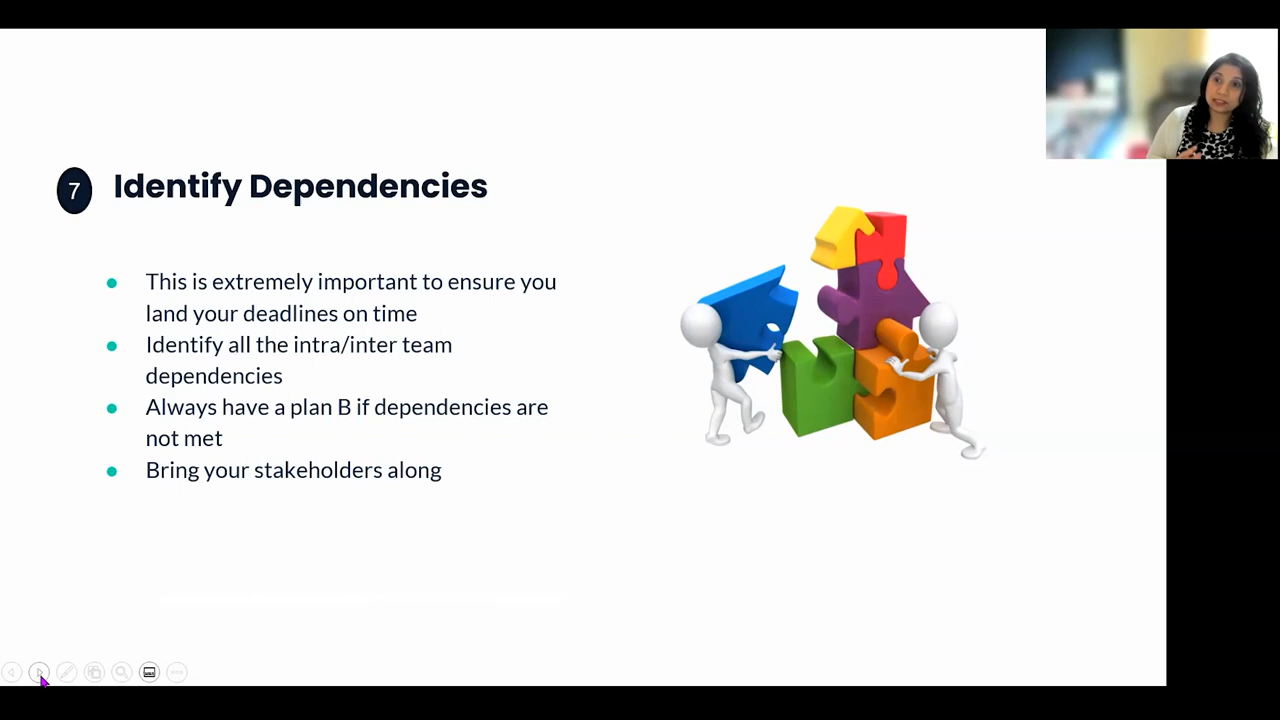 7 Identify Dependencies
This is extremely important to ensure you
land your deadlines on time
Identify all the intra/inter team
dependencies
Always have a plan B if dependencies are
not met
Bring your stakeholders along